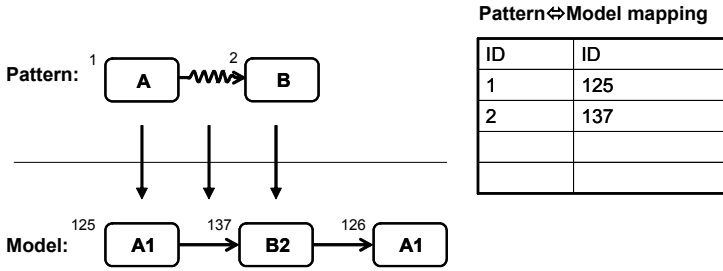 Pattern⇔Model mapping
1 2
Pattern: A B
ID ID
1 125
2 137
125 137 126
Model: A1 B2 A1